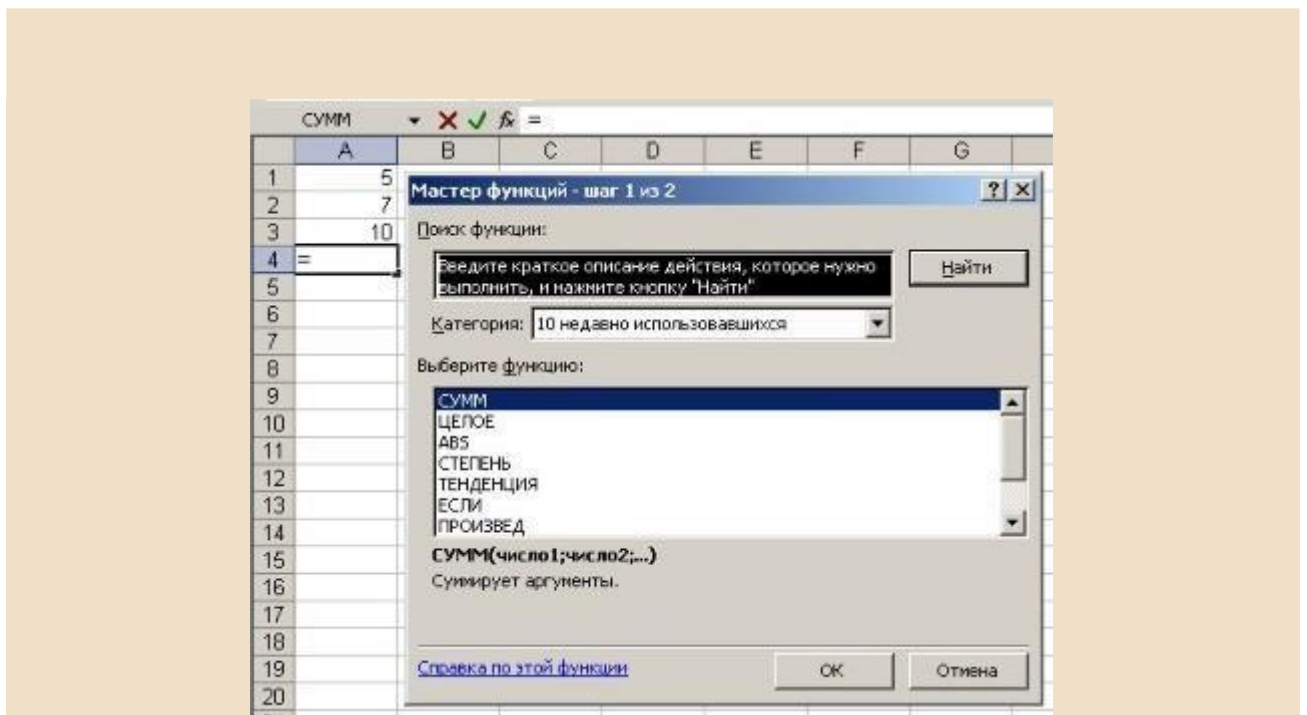 СУММ fx =
A B C D E F G
1 5
2 7
3 10
4 =
5
6
7
8
9
10
11
12
13
14
15
16
17
18
19
20
Мастер функций - шаг 1 из 2
Поиск функции:
Введите краткое описание действия, которое нужно
выполнить, и нажмите кнопку "Найти"
Найти
Категория: 10 недавно использовавшихся
Выберите функцию:
СУММ
ЦЕЛОЕ
ABS
СТЕПЕНЬ
ТЕНДЕНЦИЯ
ЕСЛИ
ПРОИЗВЕД
СУММ(число1;число2;...)
Суммирует аргументы.
Справка по этой функции
ОК
Отмена